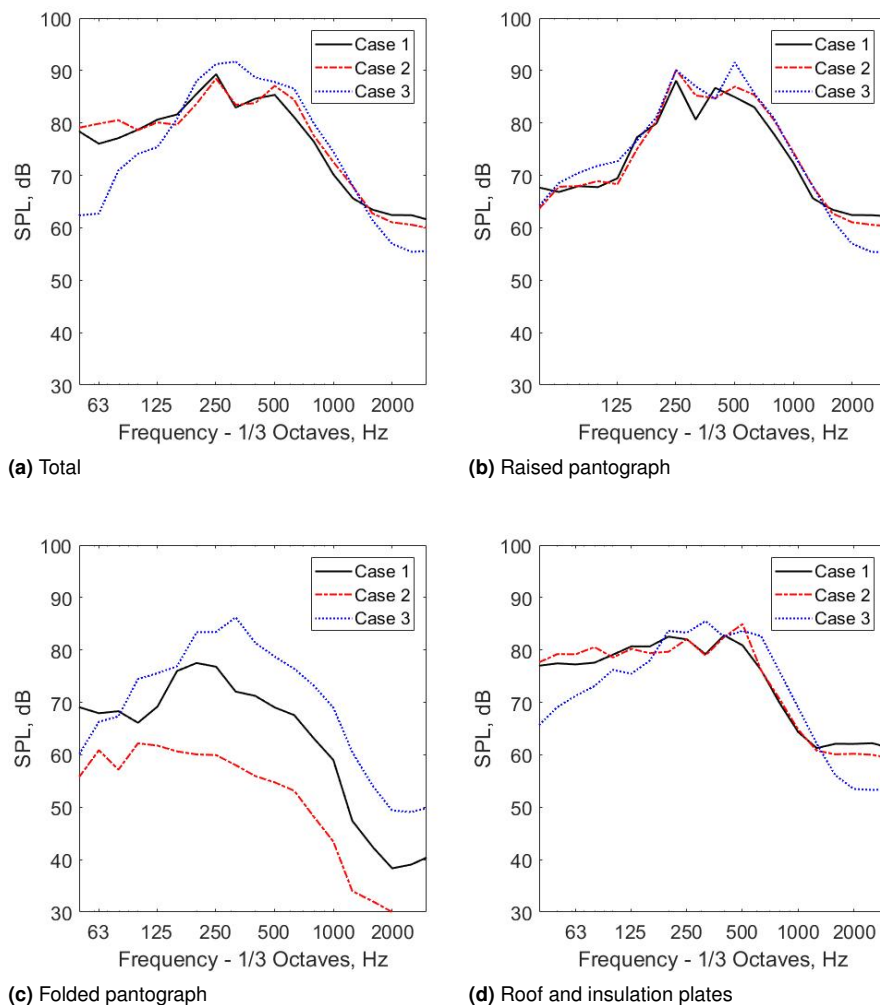 100
90
80
70
60
50
40
30
SPL, dB
63 125 250 500 1000 2000
Frequency - 1/3 Octaves, Hz
Case 1
Case 2
Case 3
(a) Total
100
90
80
70
60
50
40
30
SPL, dB
125 250 500 1000 2000
Frequency - 1/3 Octaves, Hz
Case 1
Case 2
Case 3
(b) Raised pantograph
100
90
80
70
60
50
40
30
SPL, dB
63 125 250 500 1000 2000
Frequency - 1/3 Octaves, Hz
Case 1
Case 2
Case 3
(c) Folded pantograph
100
90
80
70
60
50
40
30
SPL, dB
63 125 250 500 1000 2000
Frequency - 1/3 Octaves, Hz
Case 1
Case 2
Case 3
(d) Roof and insulation plates